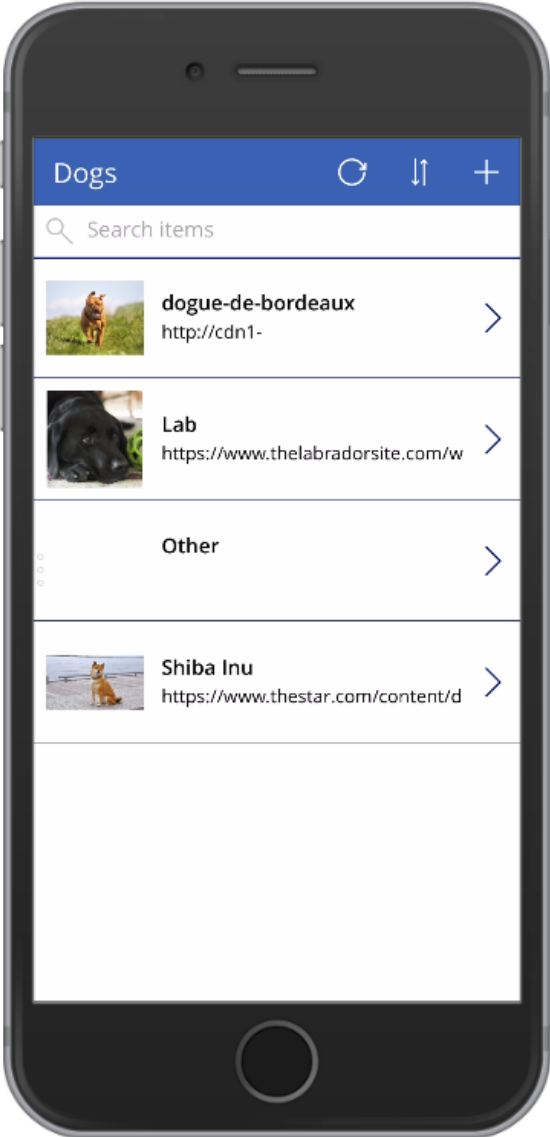 Dogs
Search items
dogue-de-bordeaux
http://cdn1-
Lab
https://www.thelabradorsite.com/w
Other
Shiba Inu
https://www.thestar.com/content/d